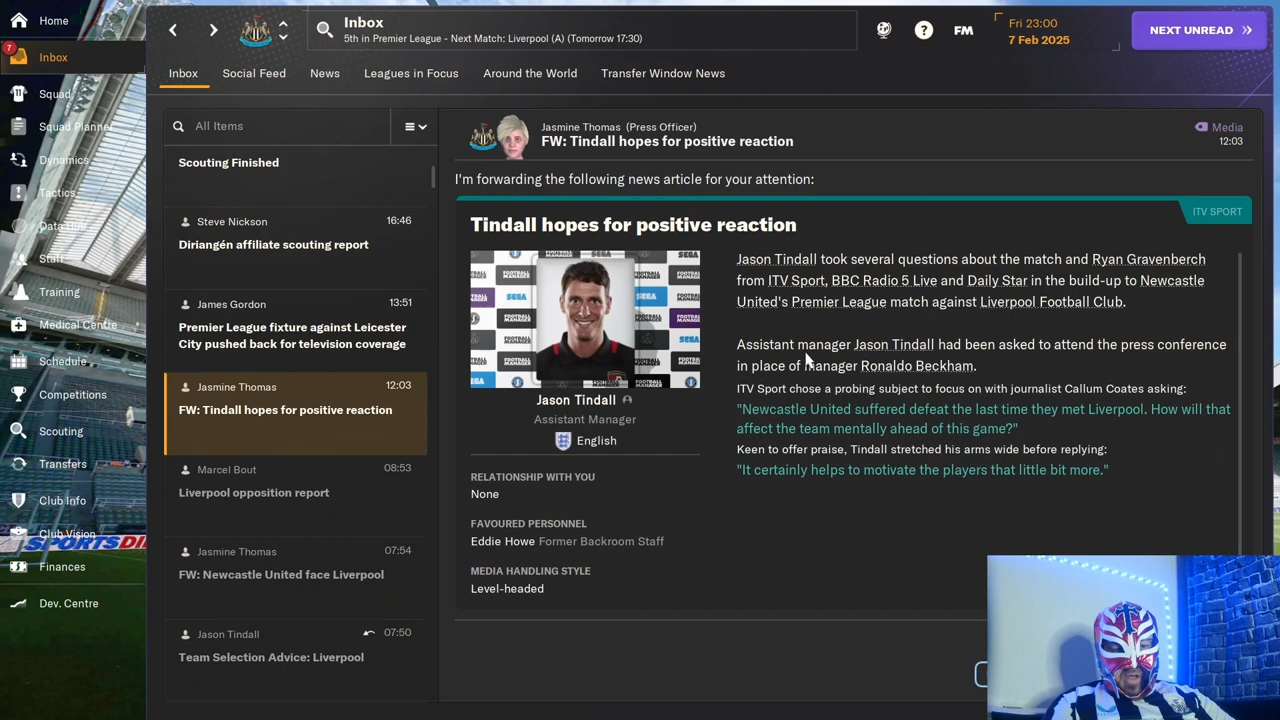 Home
7
Inbox
Squad
Squad Planner
Dynamics
Tactics
Data Hub
Staff
Training
Medical Centre
Schedule
Competitions
Scouting
Transfers
Club Info
Club Vision
SPORTS DI
Finances
Dev. Centre
Inbox
5th in Premier League - Next Match: Liverpool (A) (Tomorrow 17:30)
?
FM
Fri 23:00
7 Feb 2025
NEXT UNREAD
Inbox Social Feed News Leagues in Focus Around the World Transfer Window News
All Items
Scouting Finished
Steve Nickson 16:46
Diriangén affiliate scouting report
James Gordon 13:51
Premier League fixture against Leicester
City pushed back for television coverage
Jasmine Thomas 12:03
FW: Tindall hopes for positive reaction
Marcel Bout 08:53
Liverpool opposition report
Jasmine Thomas 07:54
FW: Newcastle United face Liverpool
Jason Tindall 07:50
Team Selection Advice: Liverpool
Jasmine Thomas (Press Officer)
FW: Tindall hopes for positive reaction
Media
12:03
I'm forwarding the following news article for your attention:
ITV SPORT
Tindall hopes for positive reaction
Jason Tindall
Assistant Manager
English
RELATIONSHIP WITH YOU
None
FAVOURED PERSONNEL
Eddie Howe Former Backroom Staff
MEDIA HANDLING STYLE
Level-headed
Jason Tindall took several questions about the match and Ryan Gravenberch
from ITV Sport, BBC Radio 5 Live and Daily Star in the build-up to Newcastle
United's Premier League match against Liverpool Football Club.
Assistant manager Jason Tindall had been asked to attend the press conference
in place of manager Ronaldo Beckham.
ITV Sport chose a probing subject to focus on with journalist Callum Coates asking:
"Newcastle United suffered defeat the last time they met Liverpool. How will that
affect the team mentally ahead of this game?"
Keen to offer praise, Tindall stretched his arms wide before replying:
"It certainly helps to motivate the players that little bit more."